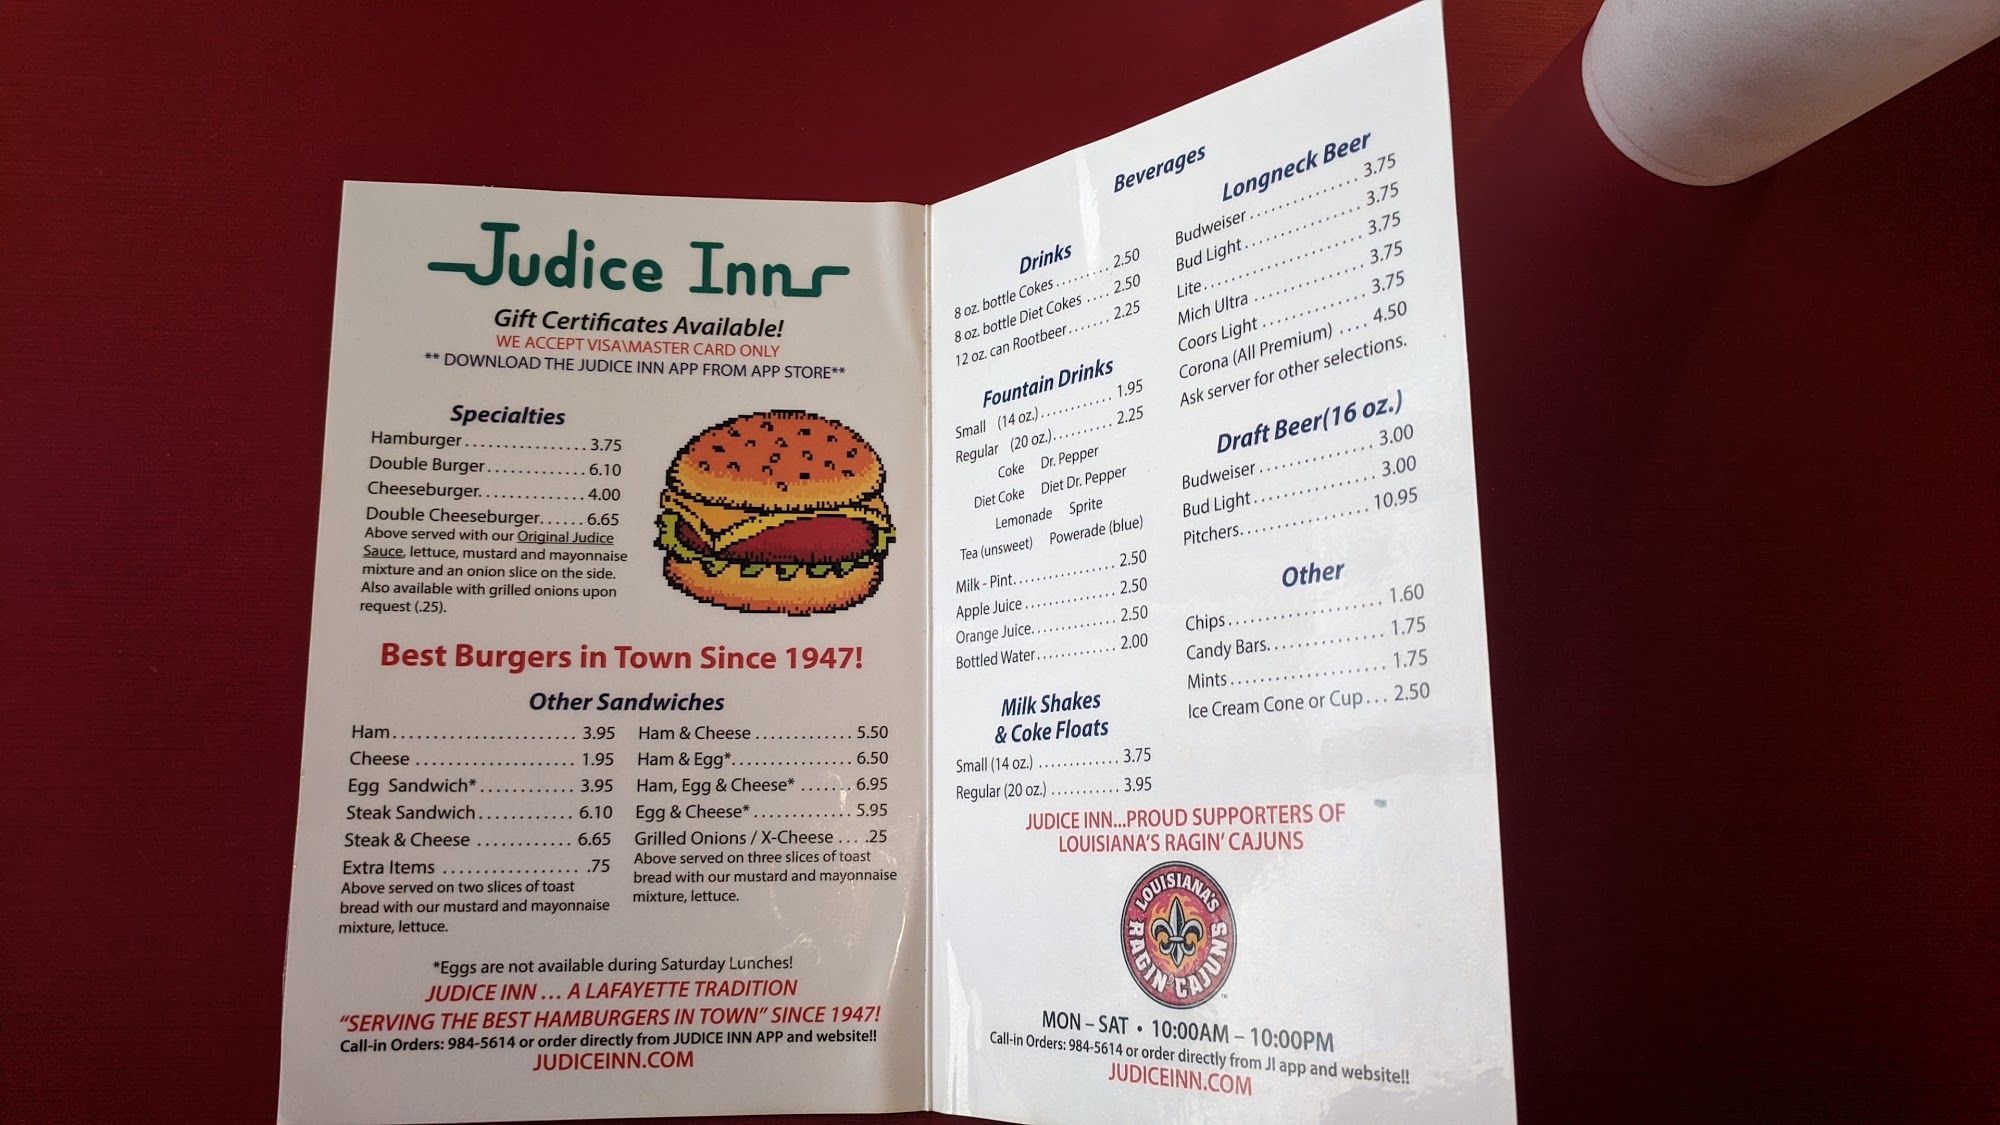 Judice Inn
Gift Certificates Available!
WE ACCEPT VISA\MASTER CARD ONLY
** DOWNLOAD THE JUDICE INN APP FROM APP STORE**
Specialties
Hamburger............... 3.75
Double Burger............. 6.10
Cheeseburger.............. 4.00
Double Cheeseburger...... 6.65
Above served with our Original Judice
Sauce, lettuce, mustard and mayonnaise
mixture and an onion slice on the side.
Also available with grilled onions upon
request (.25).
Best Burgers in Town Since 1947!
Other Sandwiches
Ham........................ 3.95
Cheese ..................... 1.95
Egg Sandwich*............ 3.95
Steak Sandwich............ 6.10
Steak & Cheese ............ 6.65
Extra Items .................. .75
Above served on two slices of toast
bread with our mustard and mayonnaise
mixture, lettuce.
Ham & Cheese ............. 5.50
Ham & Egg*................ 6.50
Ham, Egg & Cheese* ....... 6.95
Egg & Cheese* ............. 5.95
Grilled Onions / X-Cheese .... .25
Above served on three slices of toast
bread with our mustard and mayonnaise
mixture, lettuce.
*Eggs are not available during Saturday Lunches!
JUDICE INN ... A LAFAYETTE TRADITION
“SERVING THE BEST HAMBURGERS IN TOWN” SINCE 1947!
Call-in Orders: 984-5614 or order directly from JUDICE INN APP and website!!
JUDICEINN.COM
Beverages
Drinks
8 oz. bottle Cokes ........ 2.50
8 oz. bottle Diet Cokes .... 2.50
12 oz. can Rootbeer....... 2.25
Fountain Drinks
Small (14 oz.)............. 1.95
Regular (20 oz.).......... 2.25
Coke Dr. Pepper
Diet Coke Diet Dr. Pepper
Lemonade Sprite
Tea (unsweet) Powerade (blue)
Milk - Pint................. 2.50
Apple Juice............... 2.50
Orange Juice.............. 2.50
Bottled Water............. 2.00
Milk Shakes
& Coke Floats
Small (14 oz.) ............. 3.75
Regular (20 oz.) ........... 3.95
Longneck Beer
Budweiser ................. 3.75
Bud Light.................. 3.75
Lite........................ 3.75
Mich Ultra ................. 3.75
Coors Light ................ 3.75
Corona (All Premium) .... 4.50
Ask server for other selections.
Draft Beer(16 oz.)
Budweiser ............... 3.00
Bud Light................ 3.00
Pitchers.................. 10.95
Other
Chips..................... 1.60
Candy Bars................ 1.75
Mints ..................... 1.75
Ice Cream Cone or Cup... 2.50
JUDICE INN...PROUD SUPPORTERS OF
LOUISIANA’S RAGIN’ CAJUNS
LOUISIANA'S
RAGIN' CAJUNS
TM
MON – SAT • 10:00AM – 10:00PM
Call-in Orders: 984-5614 or order directly from JI app and website!!
JUDICEINN.COM